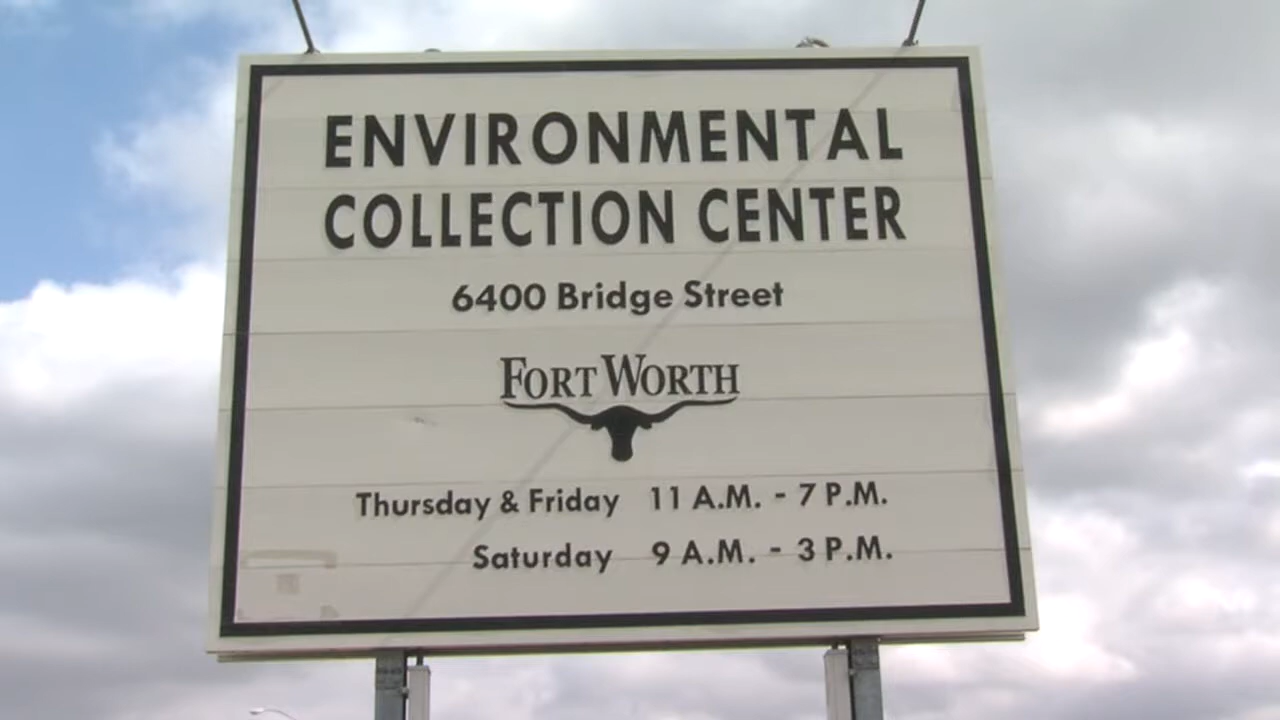 ENVIRONMENTAL
COLLECTION CENTER
6400 Bridge Street
FORT WORTH
Thursday & Friday 11 A.M. - 7 P.M.
Saturday 9 A.M. - 3 P.M.